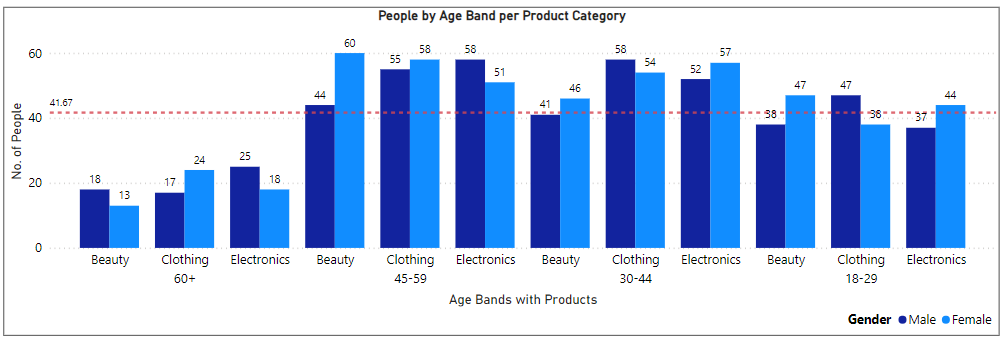 People by Age Band per Product Category
No. of People
60
40
20
0
41.67
18 13 17 24 25 18 44 60 55 58 58 51 41 46 58 54 52 57 38 47 47 38 37 44
Beauty Clothing Electronics Beauty Clothing Electronics Beauty Clothing Electronics Beauty Clothing Electronics
60+ 45-59 30-44 18-29
Age Bands with Products
Gender Male Female